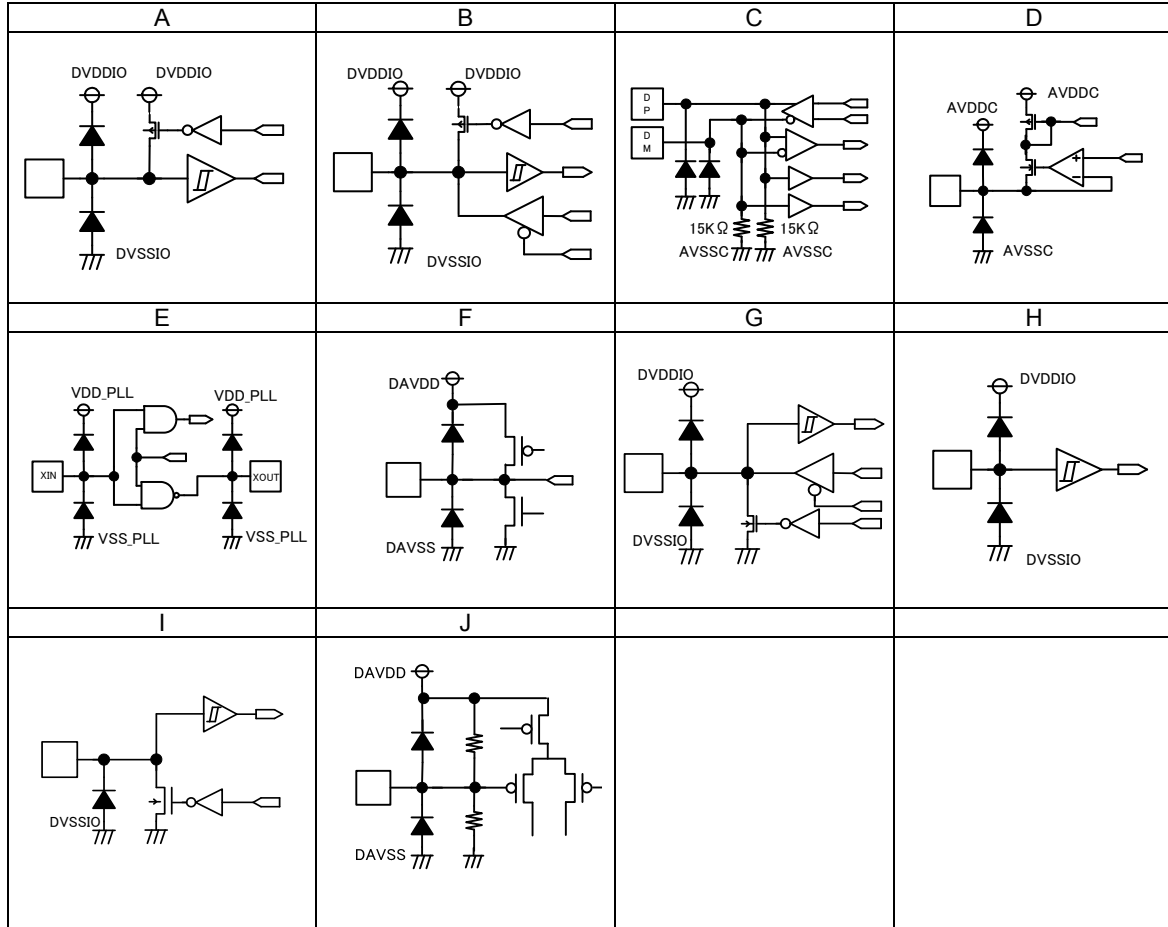 A B C D
DVDDIO DVDDIO
DVSSIO
DVDDIO DVDDIO
DVSSIO
D
P
D
M
15KΩ 15KΩ
AVSSC AVSSC
AVDDC AVDDC
+
−
AVSSC
E F G H
VDD_PLL VDD_PLL
XIN XOUT
VSS_PLL VSS_PLL
DAVDD
DAVSS
DVDDIO
DVSSIO
DVDDIO
DVSSIO
I J
DVSSIO
DAVDD
DAVSS